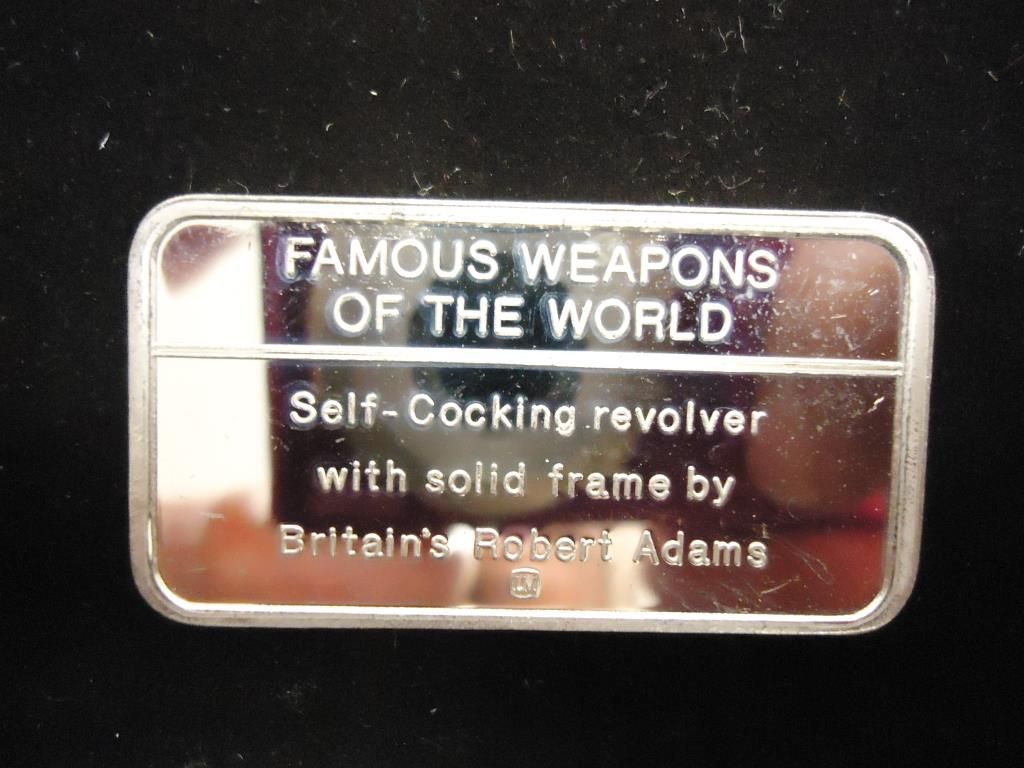 FAMOUS WEAPONS
OF THE WORLD
Self-Cocking revolver
with solid frame by
Britain's Robert Adams